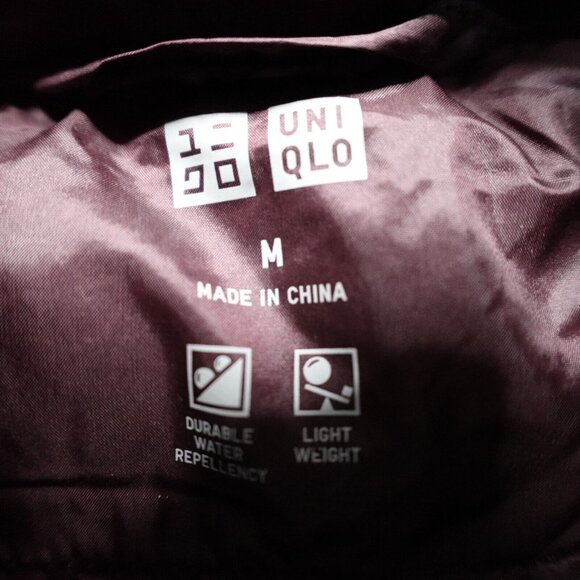 ユニ UNI
クロ QLO
M
MADE IN CHINA
DURABLE
WATER
REPELLENCY
LIGHT
WEIGHT